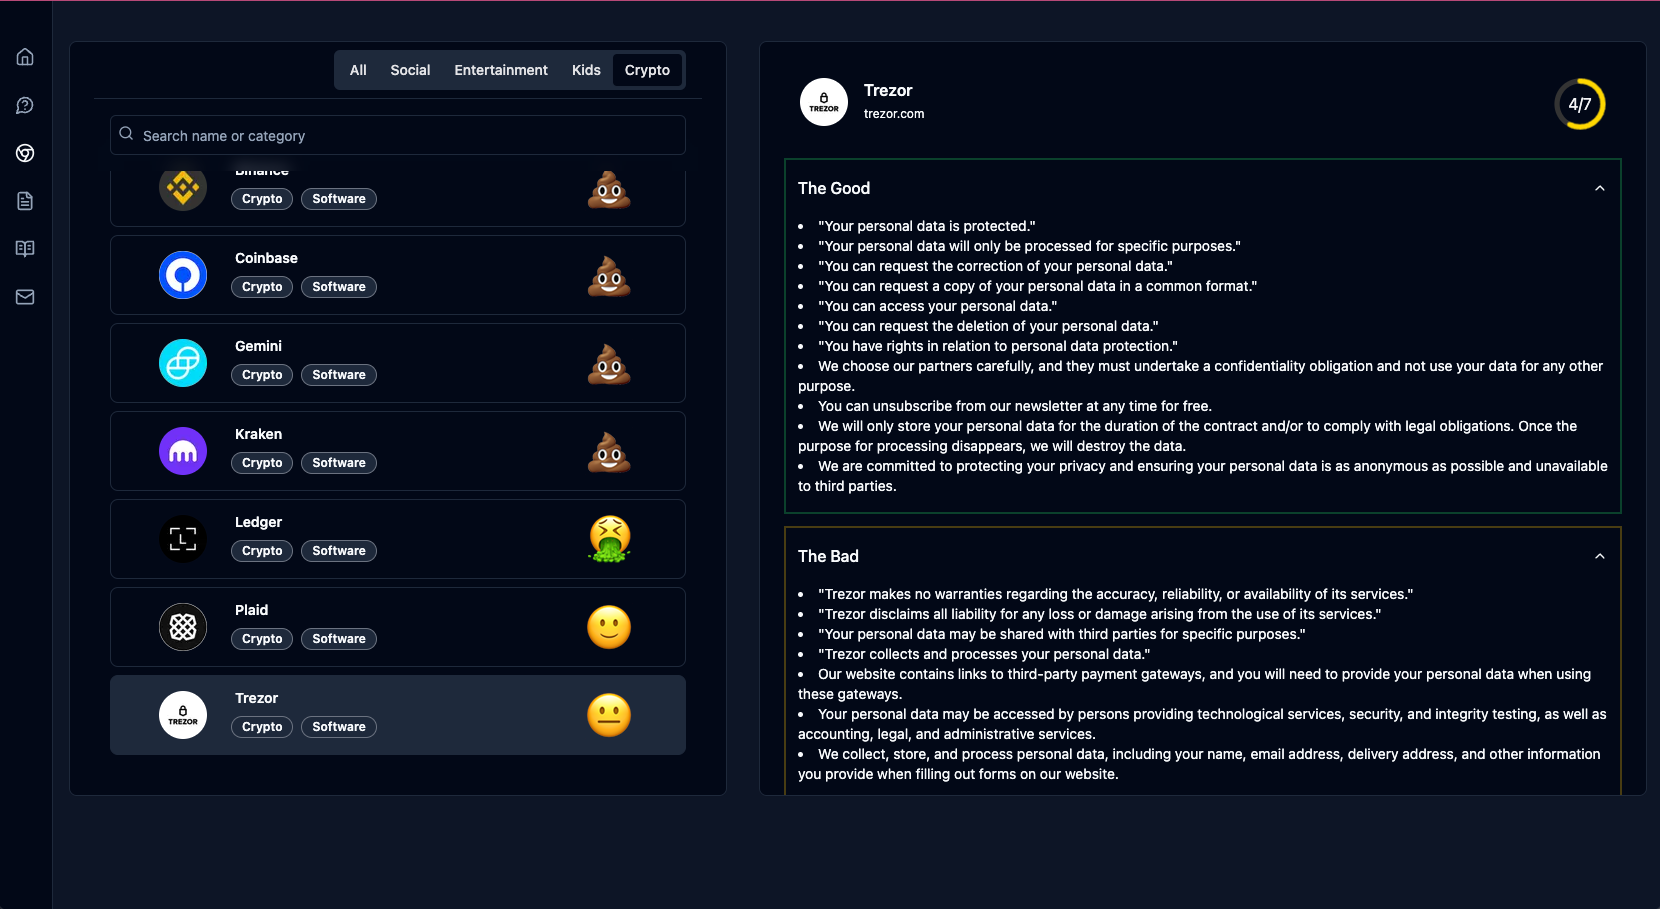 All Social Entertainment Kids Crypto
Search name or category
Binance
Crypto Software
Coinbase
Crypto Software
Gemini
Crypto Software
Kraken
Crypto Software
L
Ledger
Crypto Software
Plaid
Crypto Software
TREZOR
Trezor
Crypto Software
TREZOR
Trezor
trezor.com
4/7
The Good
• "Your personal data is protected."
• "Your personal data will only be processed for specific purposes."
• "You can request the correction of your personal data."
• "You can request a copy of your personal data in a common format."
• "You can access your personal data."
• "You can request the deletion of your personal data."
• "You have rights in relation to personal data protection."
• We choose our partners carefully, and they must undertake a confidentiality obligation and not use your data for any other
purpose.
• You can unsubscribe from our newsletter at any time for free.
• We will only store your personal data for the duration of the contract and/or to comply with legal obligations. Once the
purpose for processing disappears, we will destroy the data.
• We are committed to protecting your privacy and ensuring your personal data is as anonymous as possible and unavailable
to third parties.
The Bad
• "Trezor makes no warranties regarding the accuracy, reliability, or availability of its services."
• "Trezor disclaims all liability for any loss or damage arising from the use of its services."
• "Your personal data may be shared with third parties for specific purposes."
• "Trezor collects and processes your personal data."
• Our website contains links to third-party payment gateways, and you will need to provide your personal data when using
these gateways.
• Your personal data may be accessed by persons providing technological services, security, and integrity testing, as well as
accounting, legal, and administrative services.
• We collect, store, and process personal data, including your name, email address, delivery address, and other information
you provide when filling out forms on our website.